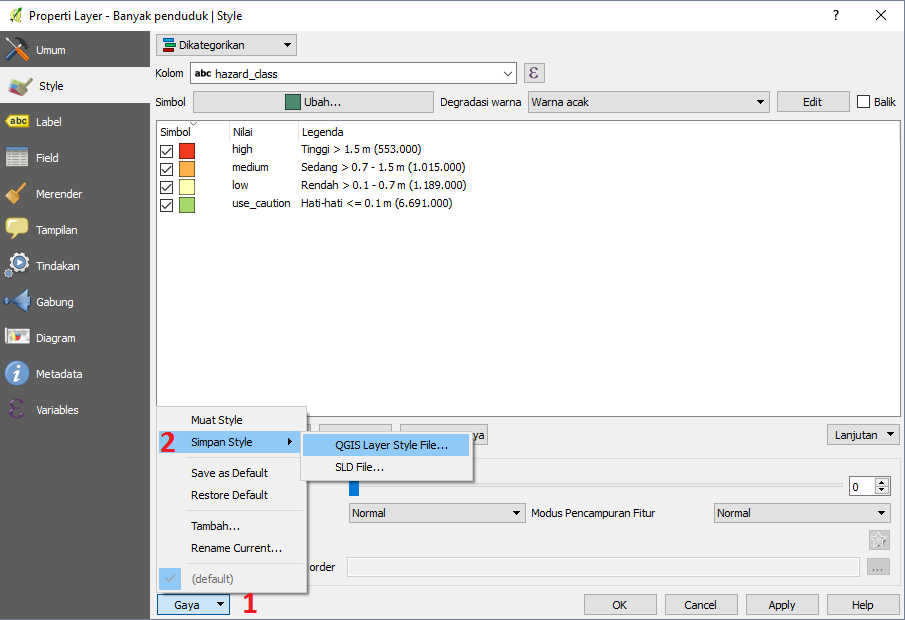 Properti Layer - Banyak penduduk | Style
Umum
Style
Label
Field
Merender
Tampilan
Tindakan
Gabung
Diagram
Metadata
Variables
Dikategorikan
Kolom abc hazard_class ε
Simbol Ubah... Degradasi warna Warna acak Edit Balik
Simbol Nilai Legenda
high Tinggi > 1.5 m (553.000)
medium Sedang > 0.7 - 1.5 m (1.015.000)
low Rendah > 0.1 - 0.7 m (1.189.000)
use_caution Hati-hati <= 0.1 m (6.691.000)
ya Lanjutan
Muat Style
2 Simpan Style
QGIS Layer Style File...
SLD File...
Save as Default
Restore Default
Tambah...
Rename Current...
(default)
0
Normal Modus Pencampuran Fitur Normal
order ...
Gaya 1 OK Cancel Apply Help